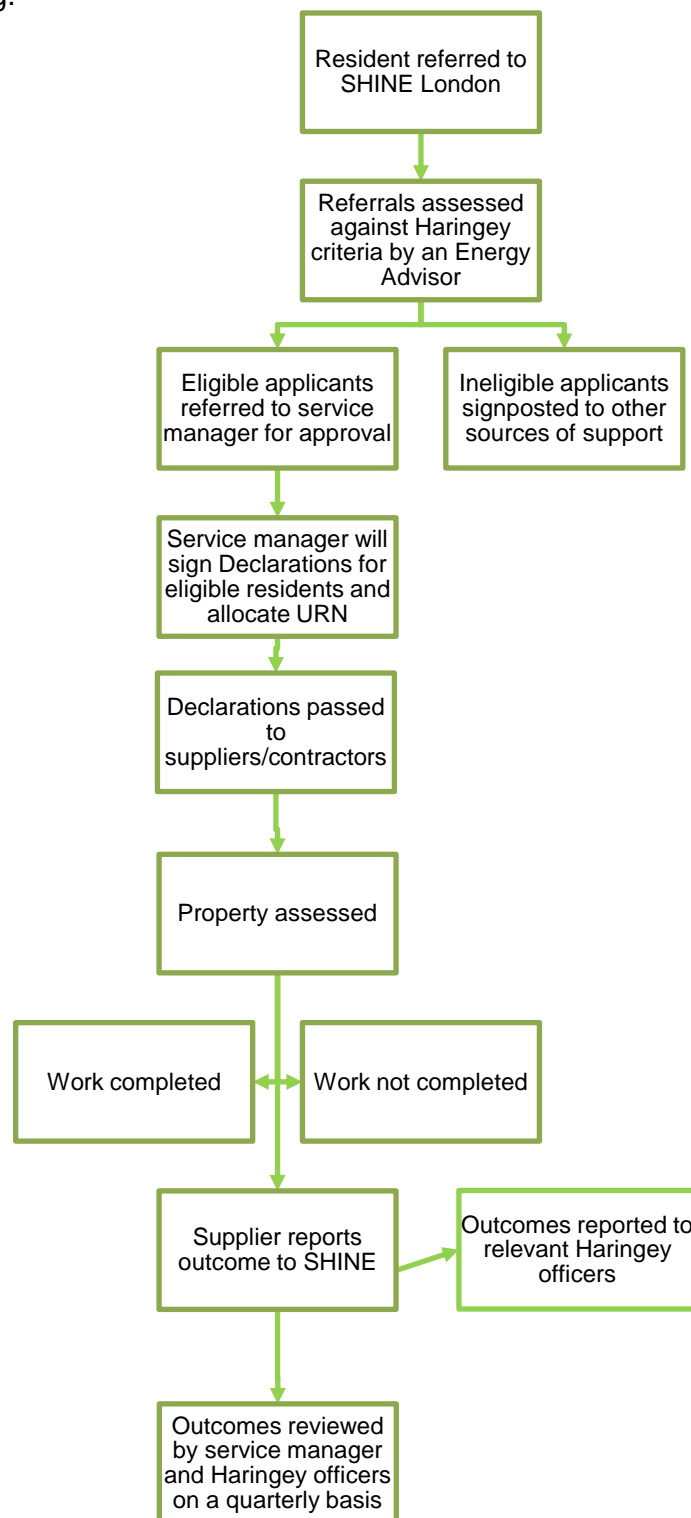 g.
Resident referred to
SHINE London
Referrals assessed
against Haringey
criteria by an Energy
Advisor
Eligible applicants
referred to service
manager for approval
Ineligible applicants
signposted to other
sources of support
Service manager will
sign Declarations for
eligible residents and
allocate URN
Declarations passed
to
suppliers/contractors
Property assessed
Work completed
Work not completed
Supplier reports
outcome to SHINE
Outcomes reported to
relevant Haringey
officers
Outcomes reviewed
by service manager
and Haringey officers
on a quarterly basis